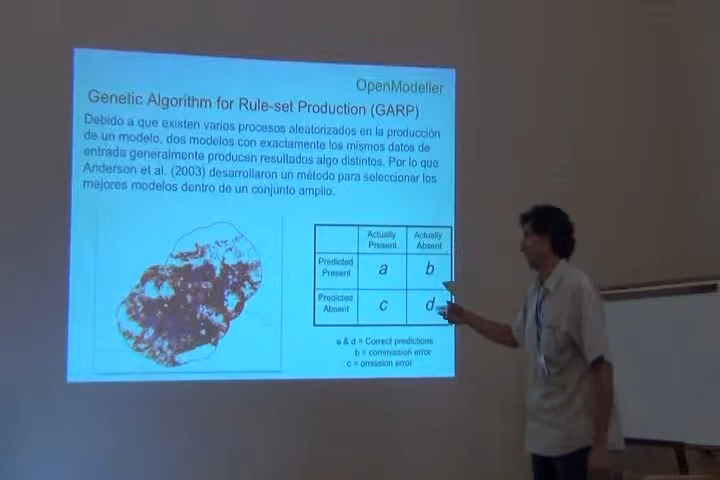 OpenModeller
Genetic Algorithm for Rule-set Production (GARP)
Debido a que existen varios procesos aleatorizados en la producción
de un modelo, dos modelos con exactamente los mismos datos de
entrada generalmente producen resultados algo distintos. Por lo que
Anderson et al. (2003) desarrollaron un método para seleccionar los
mejores modelos dentro de un conjunto amplio.
Actually Actually
Present Absent
Predicted
Present
a b
Predicted
Absent
c d
a & d = Correct predictions
b = commission error
c = omission error